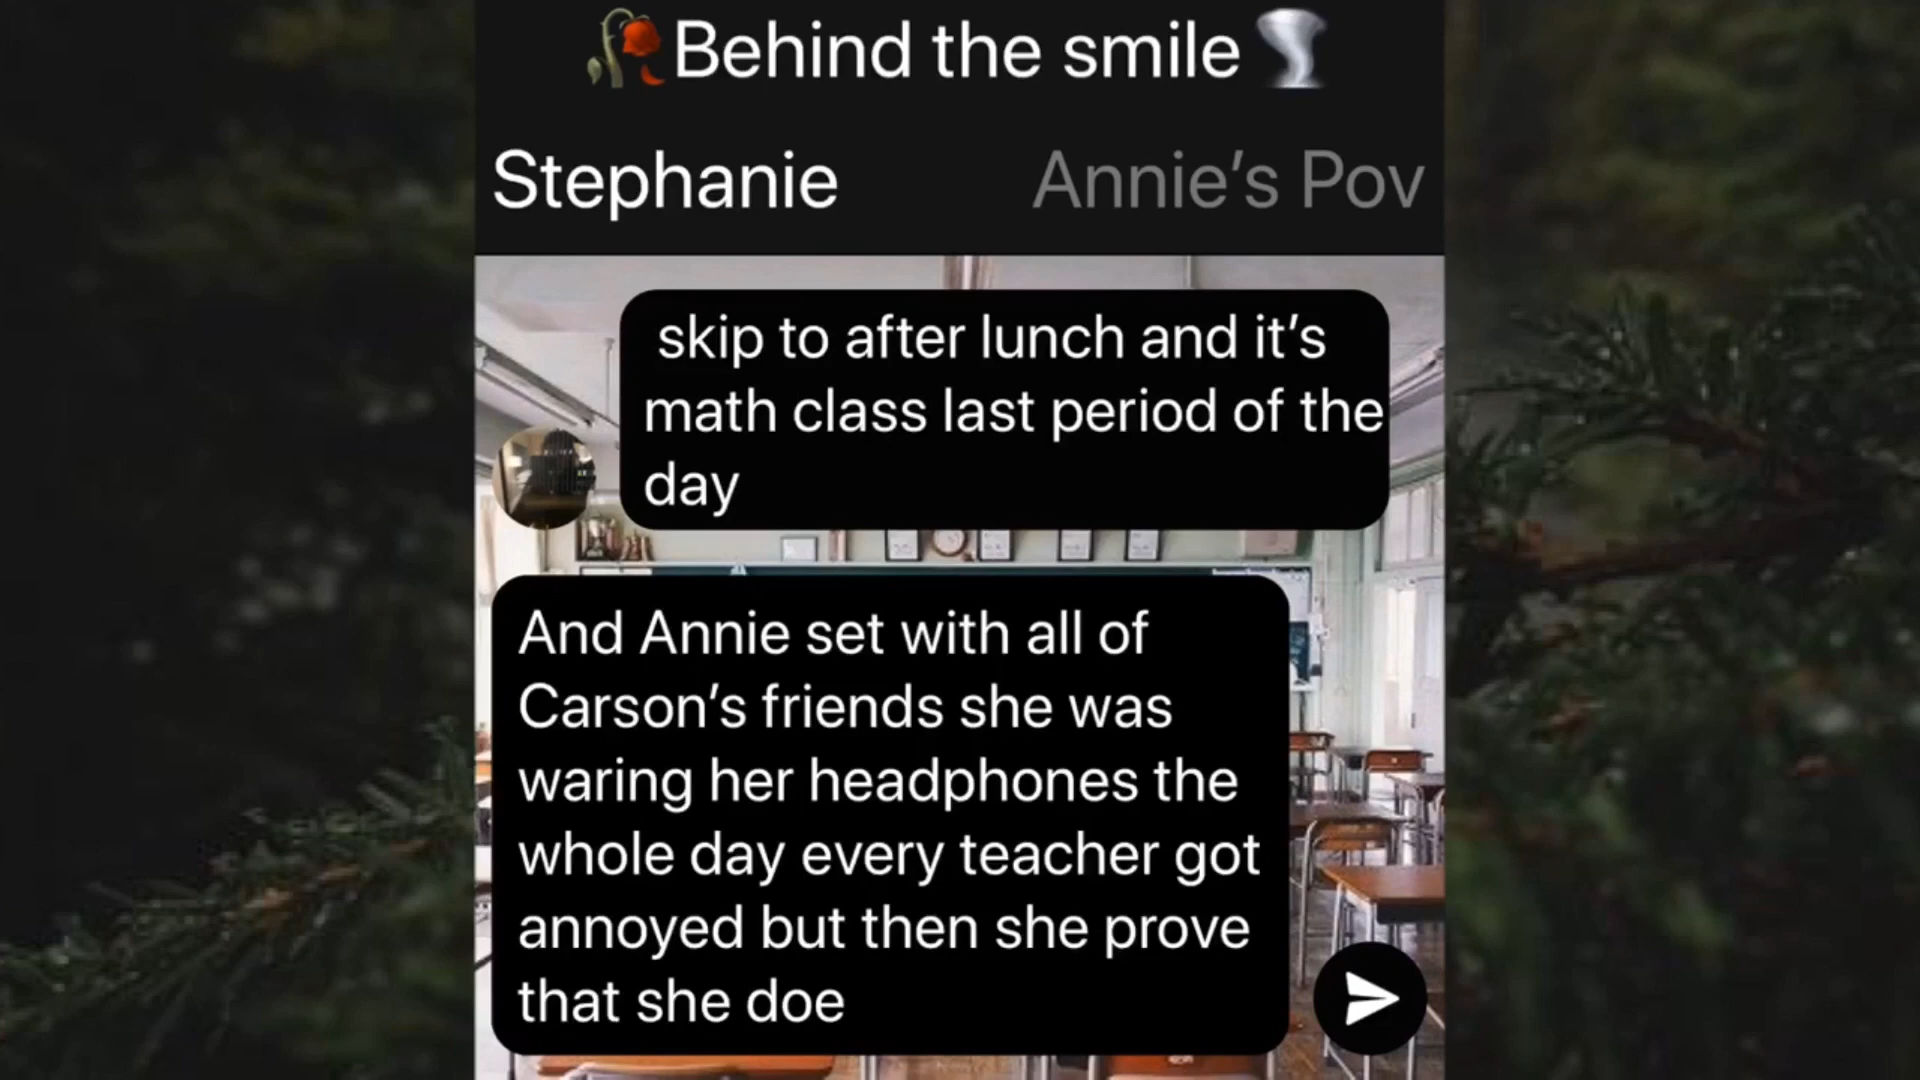 Behind the smile
Stephanie
Annie's Pov
skip to after lunch and it's
math class last period of the
day
And Annie set with all of
Carson's friends she was
waring her headphones the
whole day every teacher got
annoyed but then she prove
that she doe